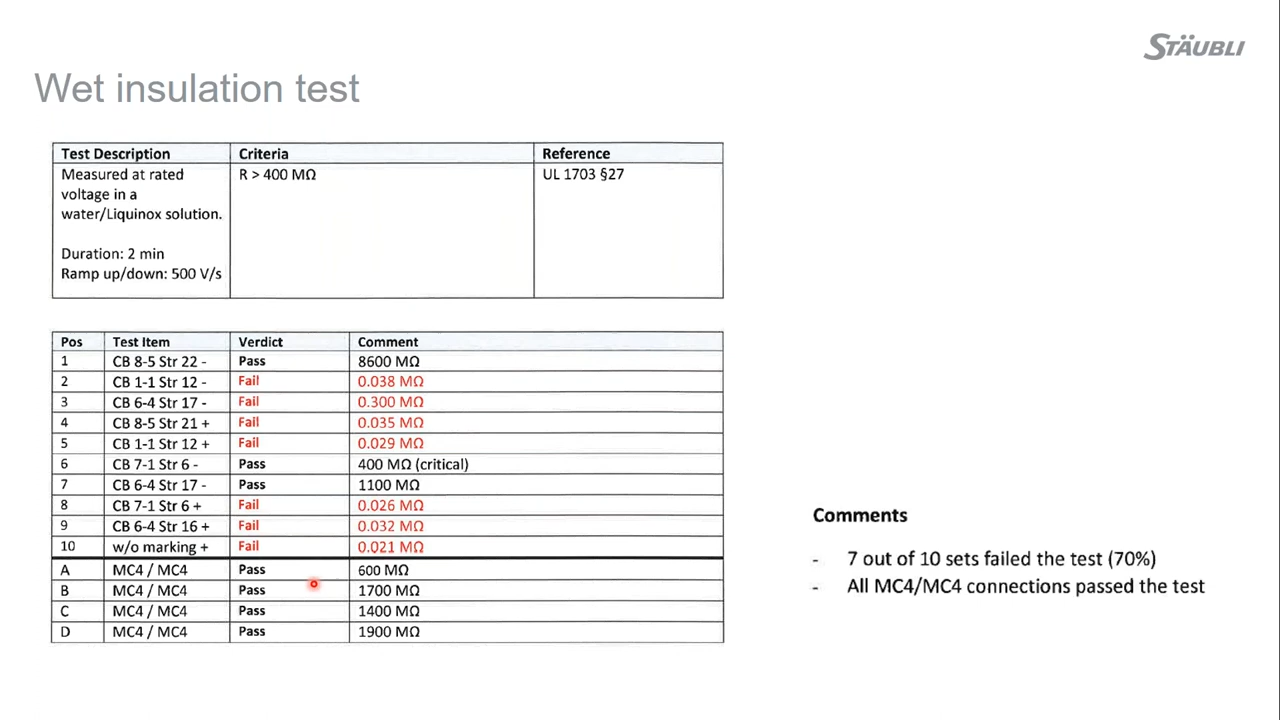 STÄUBLI
Wet insulation test
Test Description Criteria Reference
Measured at rated R > 400 MΩ UL 1703 §27
voltage in a
water/Liquinox solution.
Duration: 2 min
Ramp up/down: 500 V/s
Pos Test Item Verdict Comment
1 CB 8-5 Str 22 - Pass 8600 MΩ
2 CB 1-1 Str 12 - Fail 0.038 MΩ
3 CB 6-4 Str 17 - Fail 0.300 MΩ
4 CB 8-5 Str 21 + Fail 0.035 MΩ
5 CB 1-1 Str 12 + Fail 0.029 MΩ
6 CB 7-1 Str 6 - Pass 400 MΩ (critical)
7 CB 6-4 Str 17 - Pass 1100 MΩ
8 CB 7-1 Str 6 + Fail 0.026 MΩ
9 CB 6-4 Str 16 + Fail 0.032 MΩ
10 w/o marking + Fail 0.021 MΩ
A MC4 / MC4 Pass 600 MΩ
B MC4 / MC4 Pass 1700 MΩ
C MC4 / MC4 Pass 1400 MΩ
D MC4 / MC4 Pass 1900 MΩ
Comments
- 7 out of 10 sets failed the test (70%)
- All MC4/MC4 connections passed the test